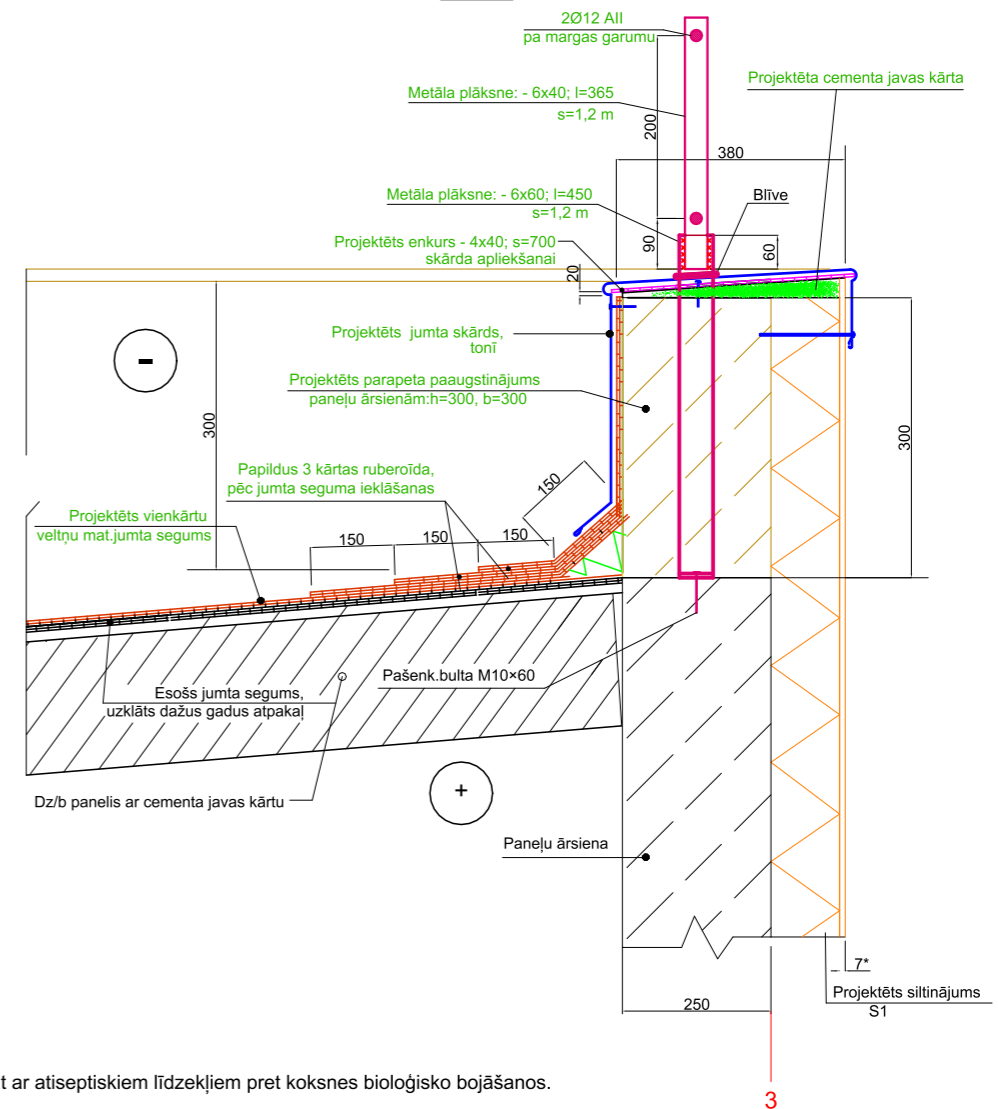 2Ø12 AII
pa margas garumu
Projektēta cementa javas kārta
Metāla plāksne: - 6x40; l=365
s=1,2 m
200
380
Metāla plāksne: - 6x60; l=450
s=1,2 m
Blīve
90
60
Projektēts enkurs - 4x40; s=700
skārda apliekšanai
20
Projektēts jumta skārds,
tonī
-
Projektēts parapeta paaugstinājums
paneļu ārsienām:h=300, b=300
300
300
Papildus 3 kārtas ruberoīda,
pēc jumta seguma ieklāšanas
150
Projektēts vienkārtu
veltņu mat.jumta segums
150
150
150
Pašenk.bulta M10×60
Esošs jumta segums,
uzklāts dažus gadus atpakaļ
+
Dz/b panelis ar cementa javas kārtu
Paneļu ārsiena
7*
Projektēts siltinājums
S1
250
t ar atiseptiskiem līdzekļiem pret koksnes bioloģisko bojāšanos.
3